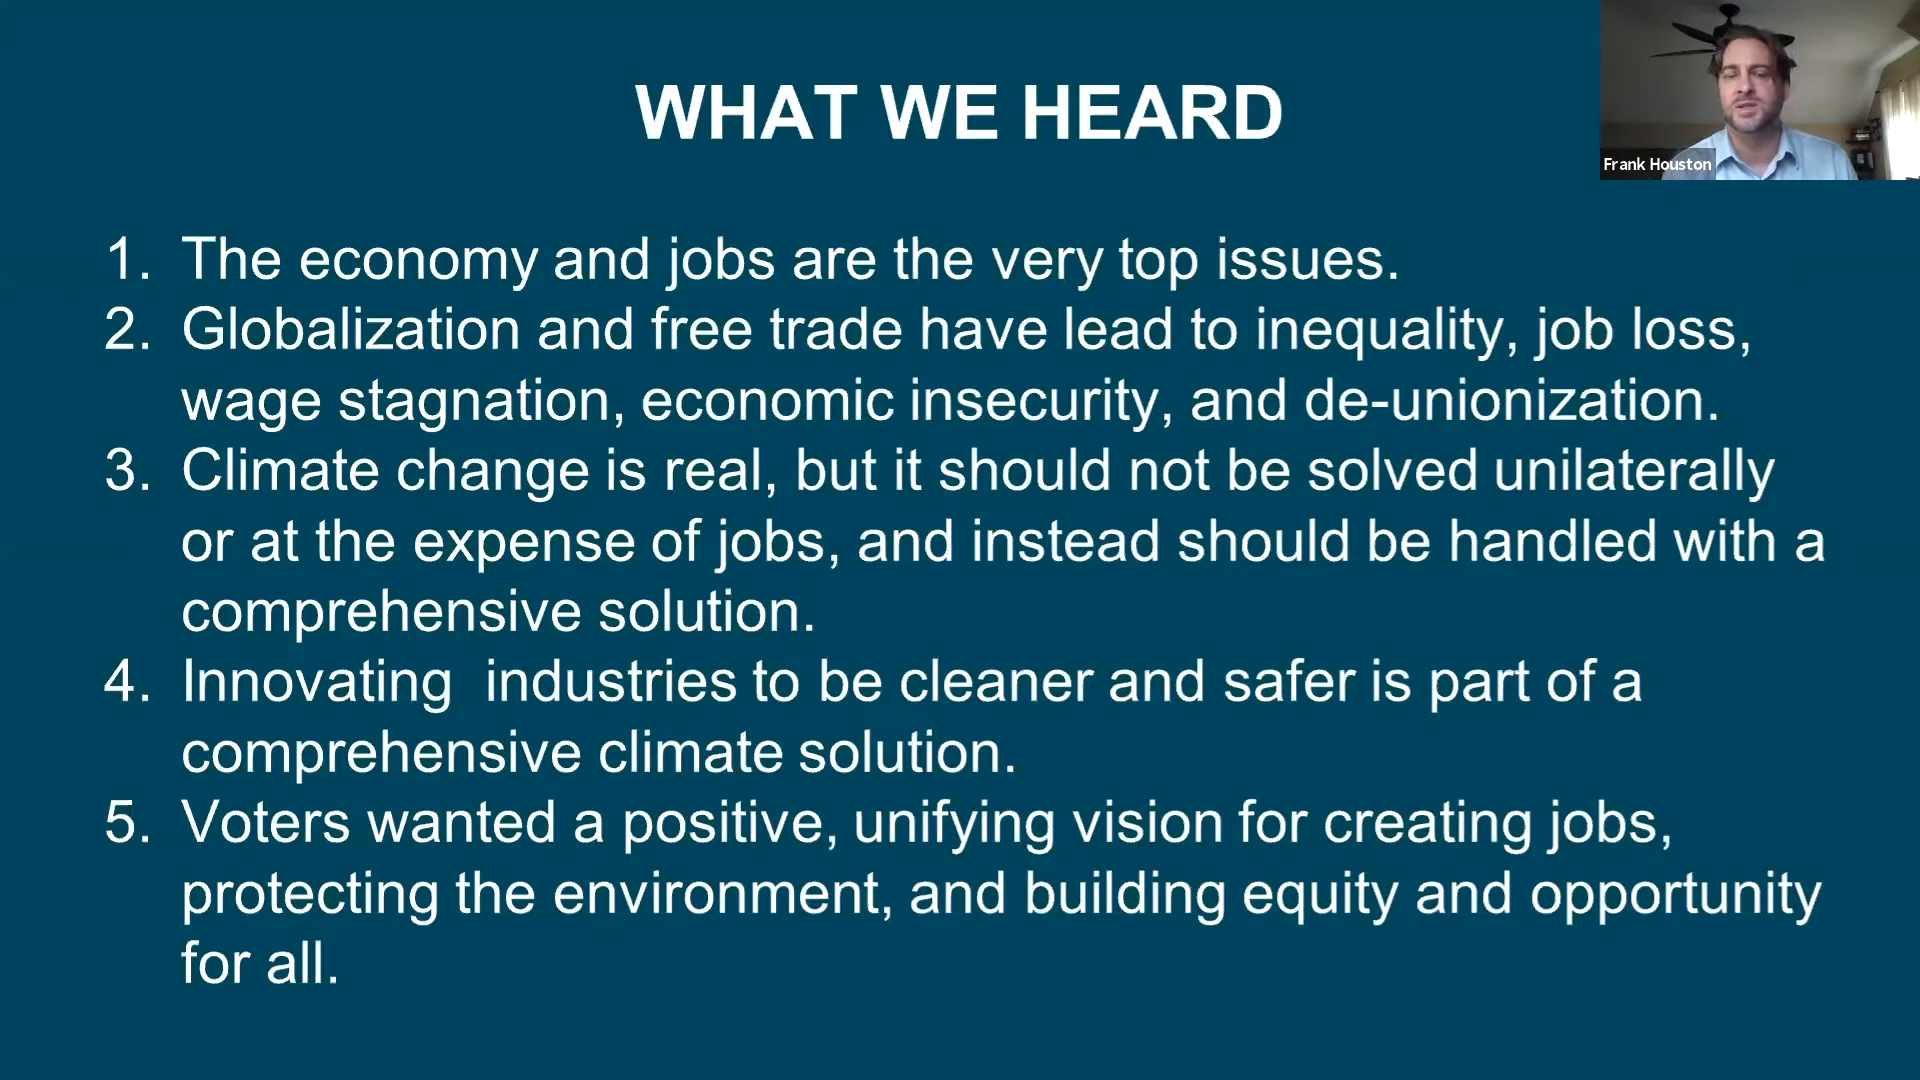 WHAT WE HEARD
Frank Houston
1. The economy and jobs are the very top issues.
2. Globalization and free trade have lead to inequality, job loss,
wage stagnation, economic insecurity, and de-unionization.
3. Climate change is real, but it should not be solved unilaterally
or at the expense of jobs, and instead should be handled with a
comprehensive solution.
4. Innovating  industries to be cleaner and safer is part of a
comprehensive climate solution.
5. Voters wanted a positive, unifying vision for creating jobs,
protecting the environment, and building equity and opportunity
for all.